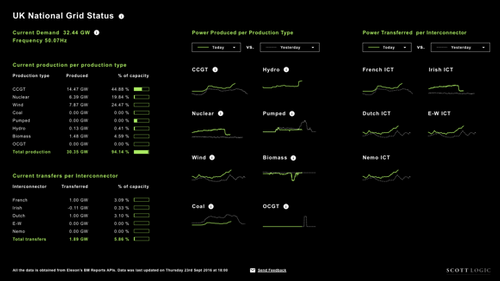 UK National Grid Status
Current Demand 32.44 GW
Frequency 50.07Hz
Current production per production type
Production type Produced % of capacity
CCGT 14.47 GW 44.88 %
Nuclear 6.39 GW 19.84 %
Wind 7.87 GW 24.47 %
Coal 0.00 GW 0.00 %
Pumped 0.00 GW 0.00 %
Hydro 0.13 GW 0.41 %
Biomass 1.48 GW 4.59 %
OCGT 0.00 GW 0.00 %
Total production 30.35 GW 94.14 %
Current transfers per Interconnector
Interconnector Transferred % of capacity
French 1.00 GW 3.09 %
Irish -0.11 GW 0.33 %
Dutch 1.00 GW 3.10 %
E-W 0.00 GW 0.00 %
Nemo 0.00 GW 0.00 %
Total transfers 1.89 GW 5.86 %
Power Produced per Production Type
Today Vs. Yesterday
CCGT Hydro
Nuclear Pumped
Wind Biomass
Coal OCGT
Power Transferred per Interconnector
Today Vs. Yesterday
French ICT Irish ICT
Dutch ICT E-W ICT
Nemo ICT
All the data is obtained from Elexon's BM Reports APIs. Data was last updated on Thursday 23rd Sept 2016 at 10:00
Send Feedback
SCOTT LOGIC